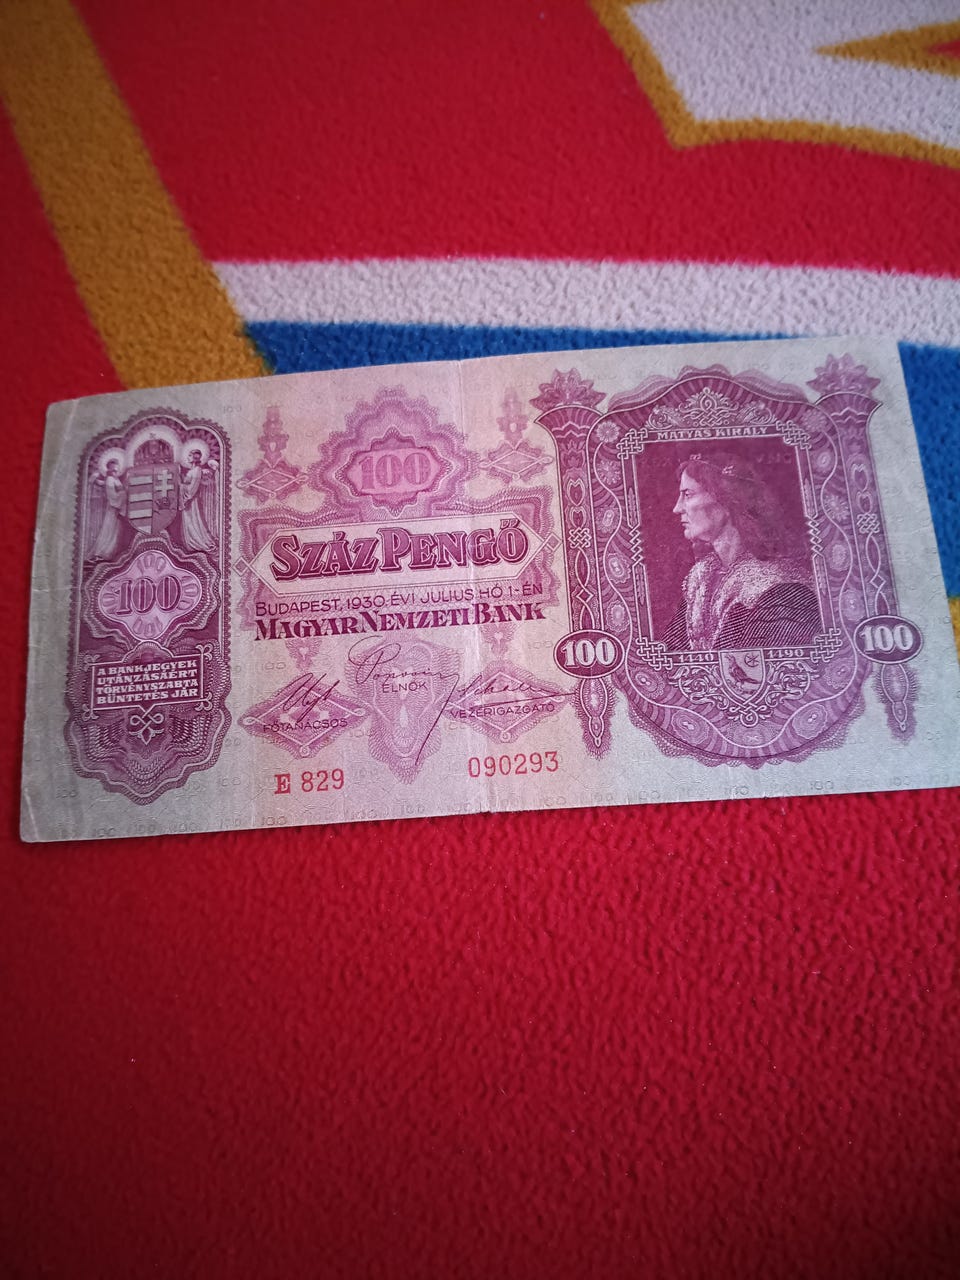 100
SZÁZ PENGŐ
BUDAPEST, 1930. ÉVI JULIUS HÓ 1-ÉN
MAGYAR NEMZETI BANK
ELNÖK
FŐTANÁCSOS
VEZÉRIGAZGATÓ
E 829
090293
100
A BANKJEGYEK
UTÁNZÁSÁÉRT
TÖRVÉNYSZABTA
BÜNTETÉS JÁR
MÁTYÁS KIRÁLY
1440
1490
100
100